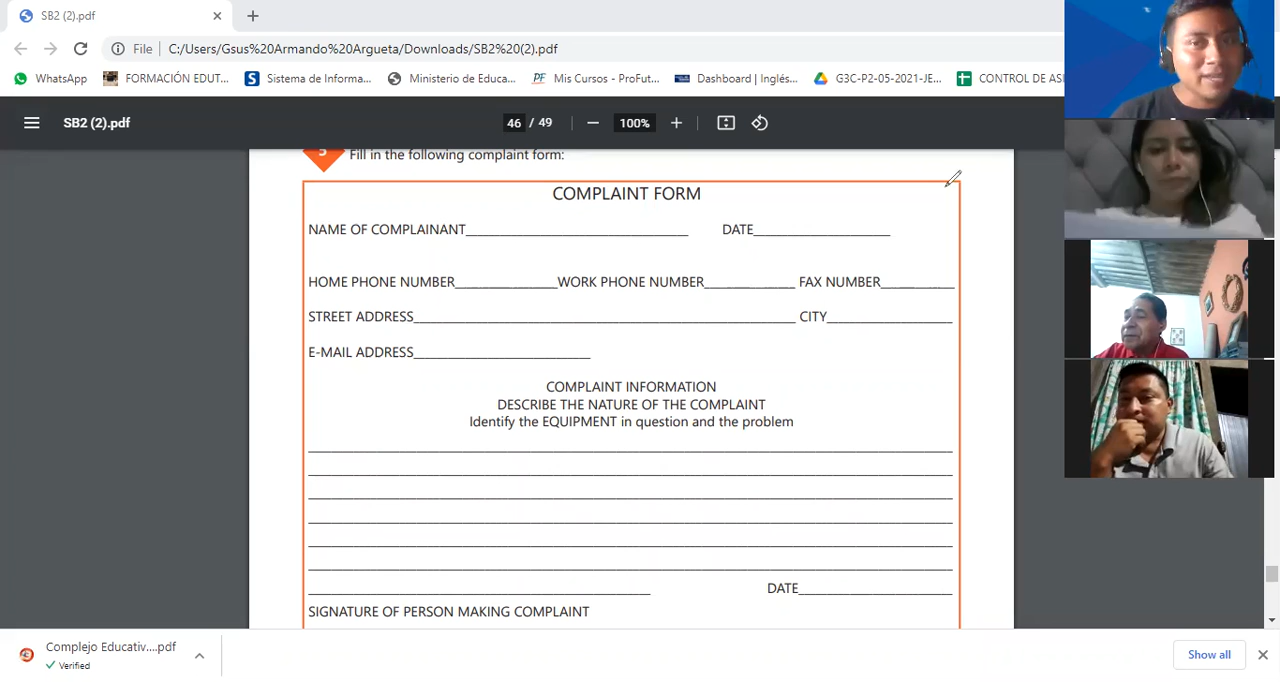 SB2 (2).pdf
File C:/Users/Gsus%20Armando%20Argueta/Downloads/SB2%20(2).pdf
WhatsApp FORMACIÓN EDUT... Sistema de Informa... Ministerio de Educa... PF Mis Cursos - ProFut... Dashboard | Inglés... G3C-P2-05-2021-JE... CONTROL DE ASI
SB2 (2).pdf 46 / 49 100%
5 Fill in the following complaint form:
COMPLAINT FORM
NAME OF COMPLAINANT DATE
HOME PHONE NUMBER WORK PHONE NUMBER FAX NUMBER
STREET ADDRESS CITY
E-MAIL ADDRESS
COMPLAINT INFORMATION
DESCRIBE THE NATURE OF THE COMPLAINT
Identify the EQUIPMENT in question and the problem
DATE
SIGNATURE OF PERSON MAKING COMPLAINT
Complejo Educativ....pdf
Verified
Show all